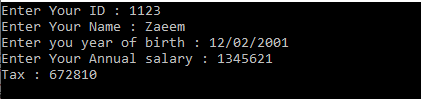 Enter Your ID : 1123
Enter Your Name : Zaeem
Enter you year of birth : 12/02/2001
Enter Your Annual salary : 1345621
Tax : 672810